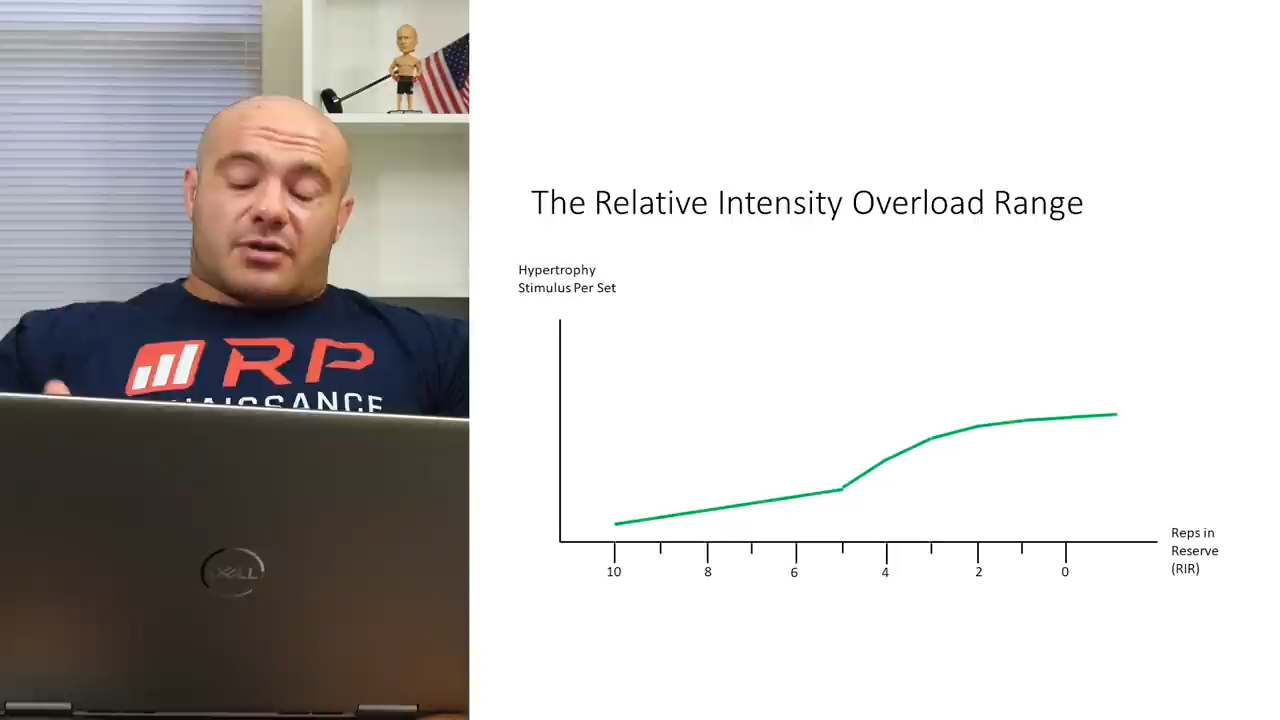 The Relative Intensity Overload Range
Hypertrophy
Stimulus Per Set
Reps in
Reserve
(RIR)
10 8 6 4 2 0
RP
DELL